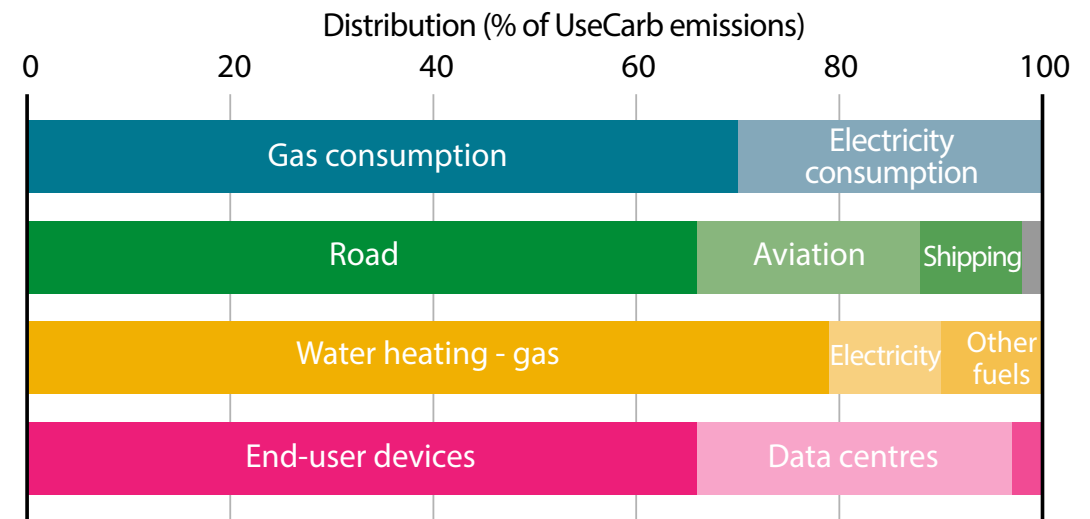 Distribution (% of UseCarb emissions)
0 20 40 60 80 100
Gas consumption
Electricity
consumption
Road
Aviation
Shipping
Water heating - gas
Electricity
Other
fuels
End-user devices
Data centres